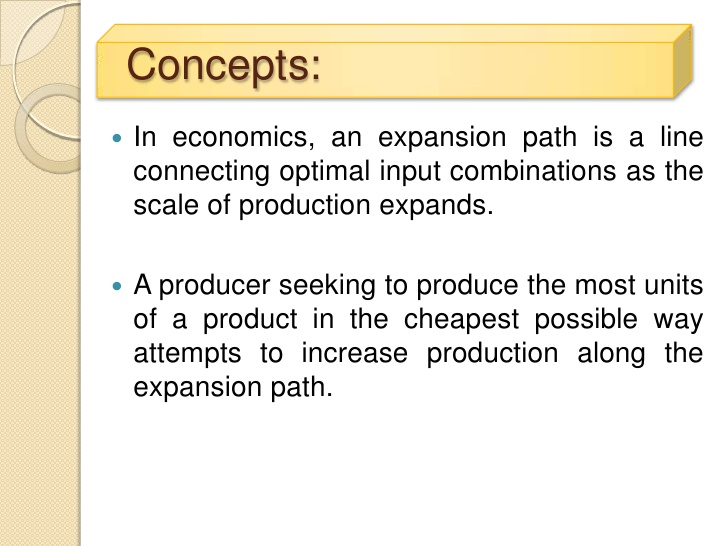 Concepts:
• In economics, an expansion path is a line
connecting optimal input combinations as the
scale of production expands.
• A producer seeking to produce the most units
of a product in the cheapest possible way
attempts to increase production along the
expansion path.